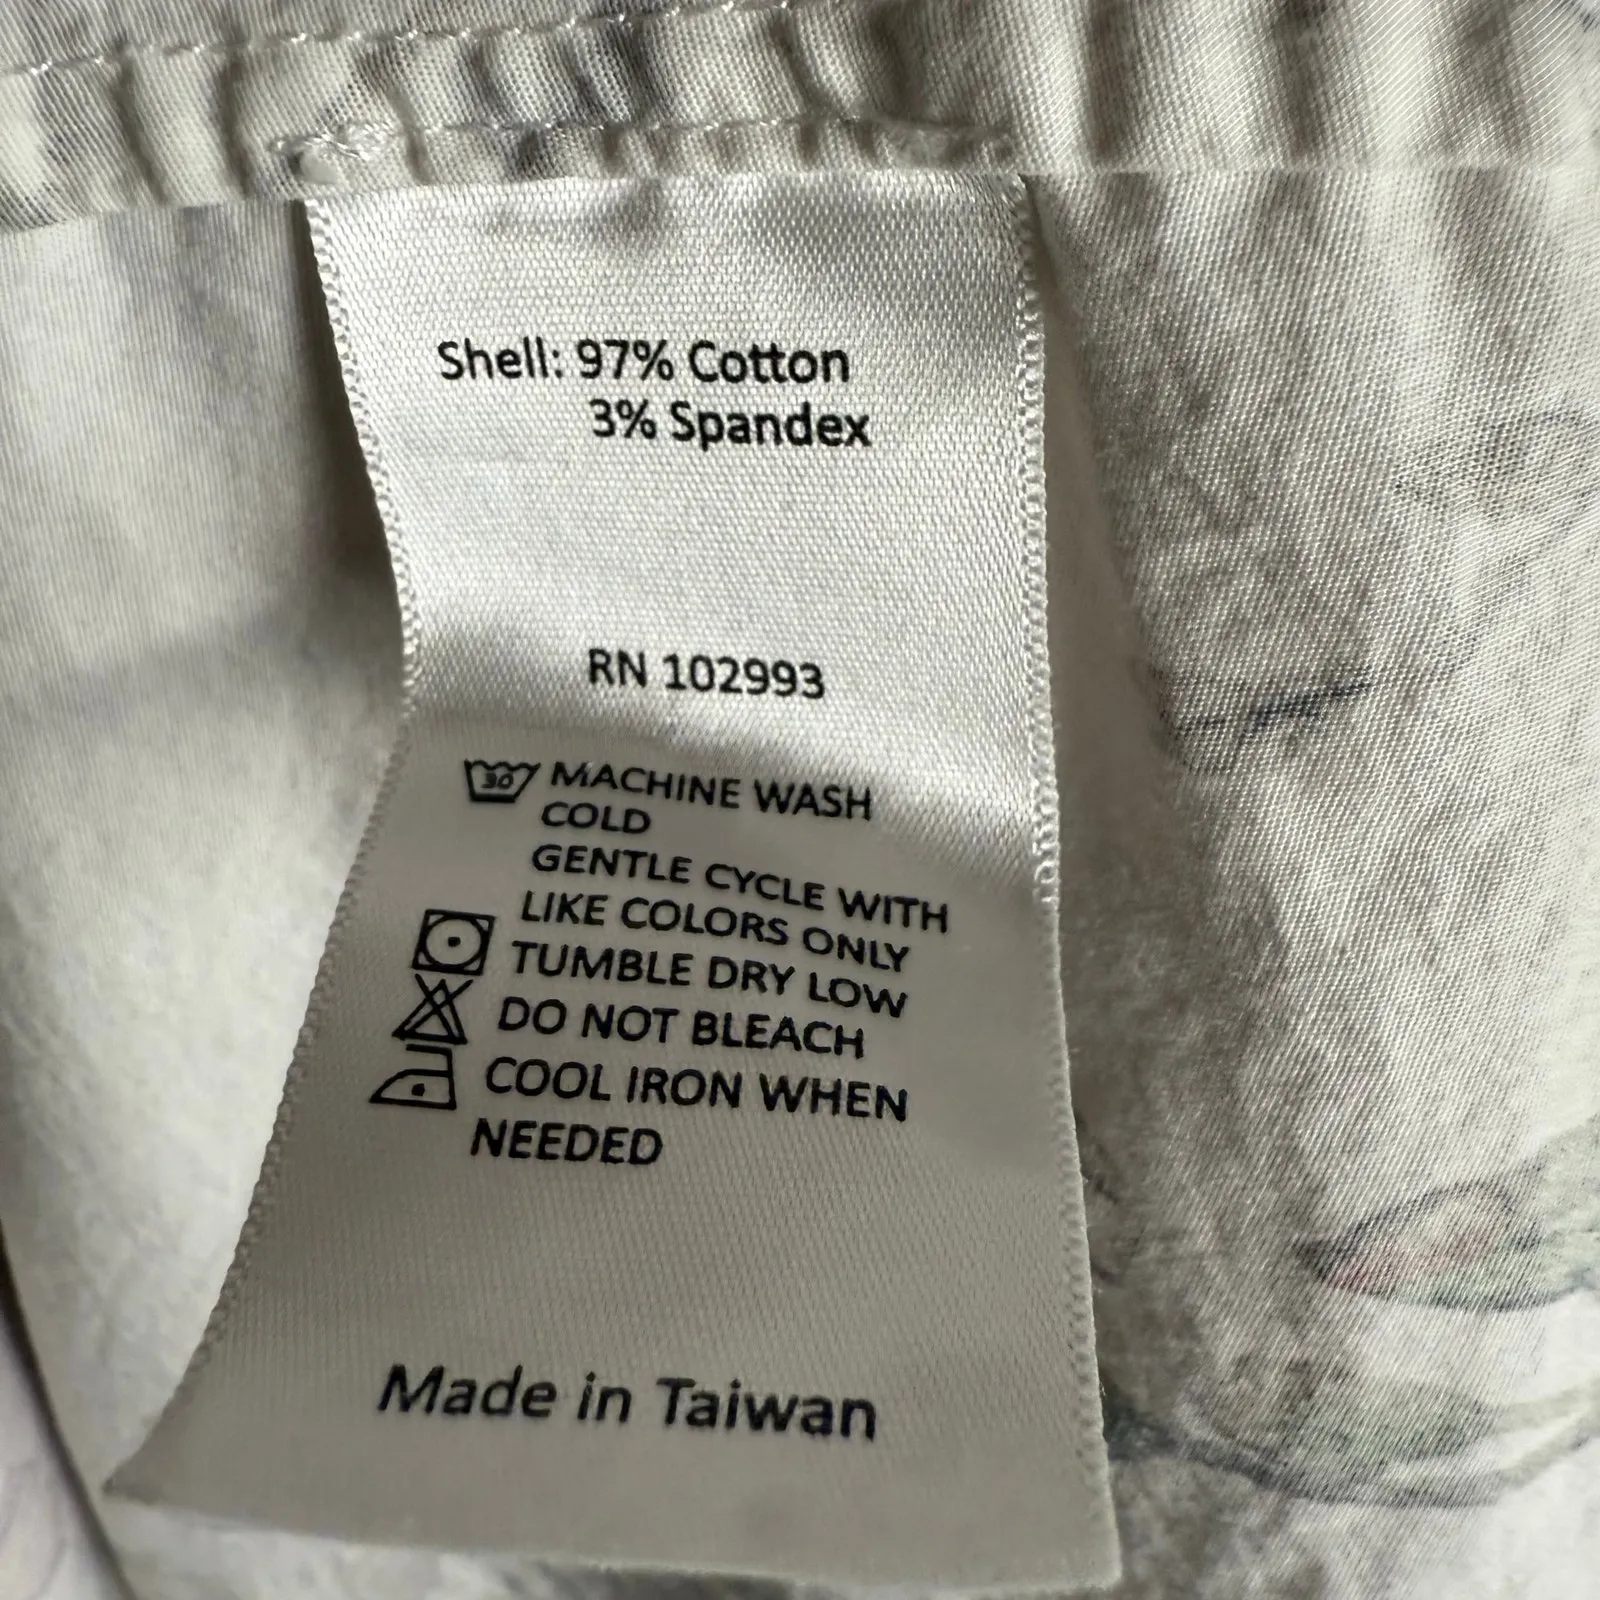 Shell: 97% Cotton
3% Spandex
RN 102993
30 MACHINE WASH
COLD
GENTLE CYCLE WITH
LIKE COLORS ONLY
TUMBLE DRY LOW
DO NOT BLEACH
COOL IRON WHEN
NEEDED
Made in Taiwan